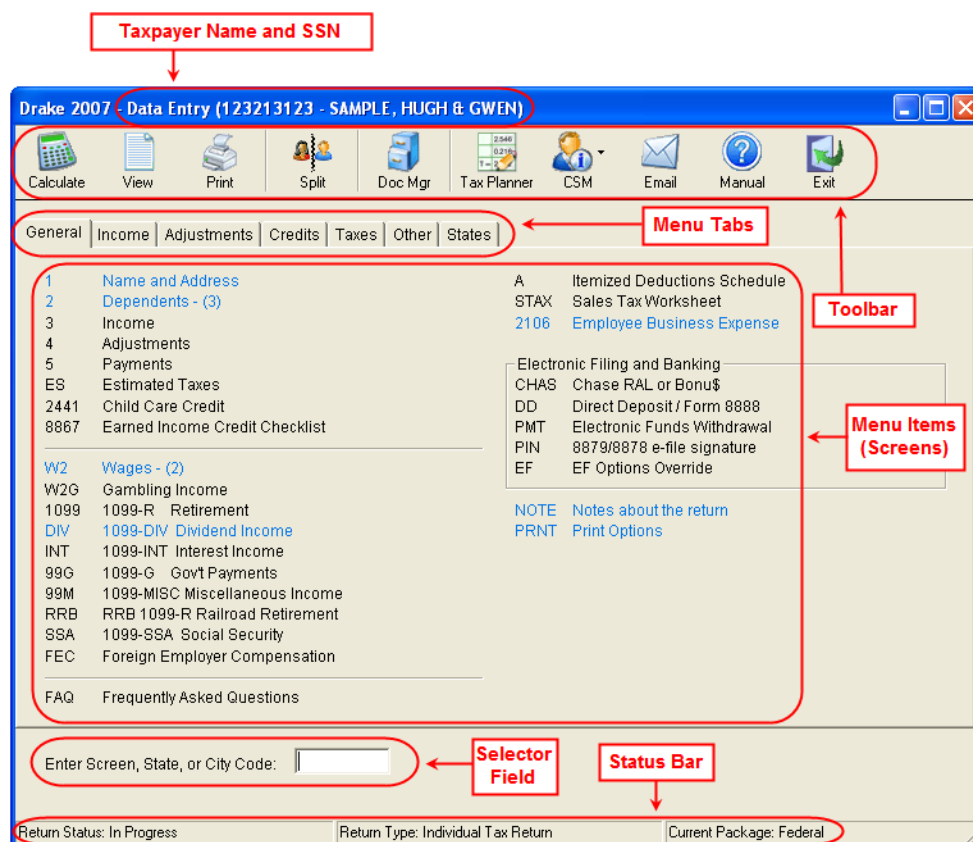 Taxpayer Name and SSN
Drake 2007 - Data Entry (123213123 - SAMPLE, HUGH & GWEN)
Calculate View Print Split Doc Mgr Tax Planner CSM Email Manual Exit
General Income Adjustments Credits Taxes Other States
Menu Tabs
Toolbar
1 Name and Address
2 Dependents - (3)
3 Income
4 Adjustments
5 Payments
ES Estimated Taxes
2441 Child Care Credit
8867 Earned Income Credit Checklist
W2 Wages - (2)
W2G Gambling Income
1099 1099-R Retirement
DIV 1099-DIV Dividend Income
INT 1099-INT Interest Income
99G 1099-G Gov't Payments
99M 1099-MISC Miscellaneous Income
RRB RRB 1099-R Railroad Retirement
SSA 1099-SSA Social Security
FEC Foreign Employer Compensation
FAQ Frequently Asked Questions
A Itemized Deductions Schedule
STAX Sales Tax Worksheet
2106 Employee Business Expense
Electronic Filing and Banking
CHAS Chase RAL or Bonu$
DD Direct Deposit / Form 8888
PMT Electronic Funds Withdrawal
PIN 8879/8878 e-file signature
EF EF Options Override
NOTE Notes about the return
PRNT Print Options
Menu Items
(Screens)
Enter Screen, State, or City Code:
Selector
Field
Status Bar
Return Status: In Progress
Return Type: Individual Tax Return
Current Package: Federal